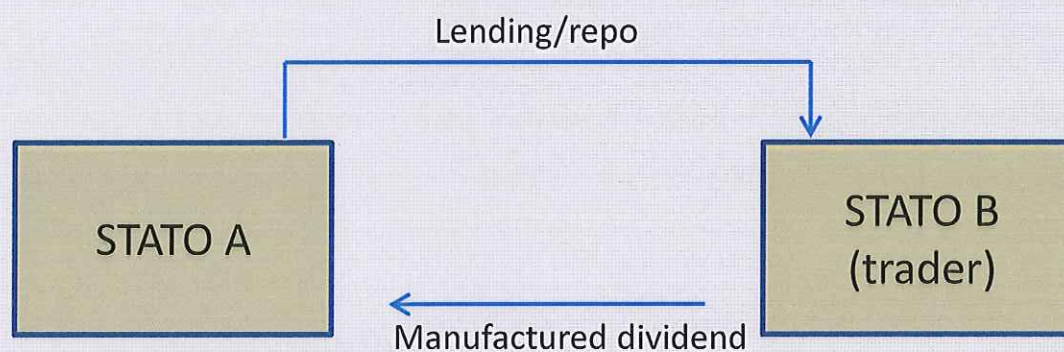 Lending/repo
STATO A
STATO B
(trader)
Manufactured dividend